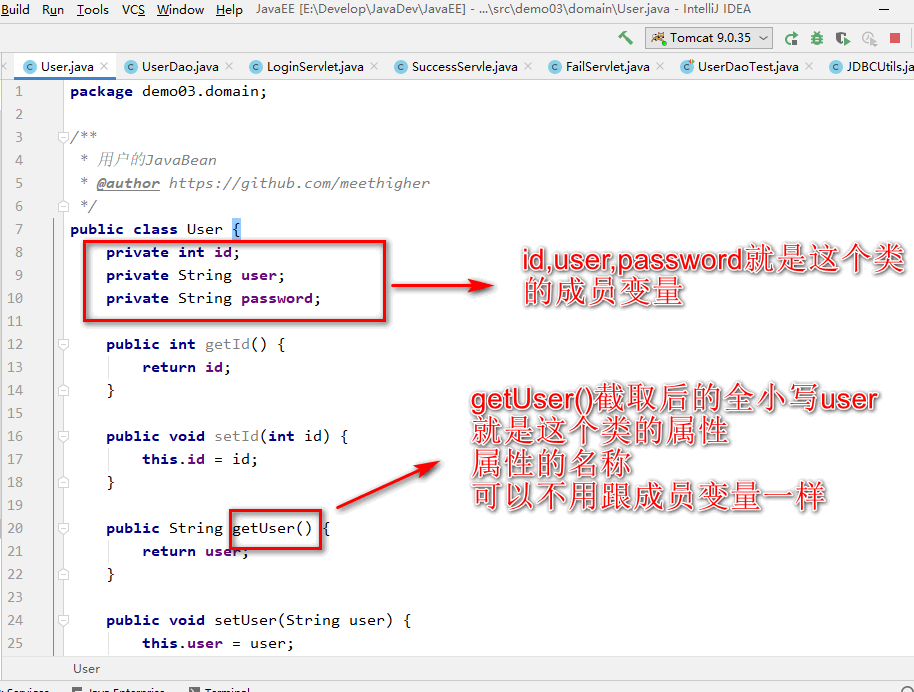 Build Run Tools VCS Window Help JavaEE [E:\Develop\JavaDev\JavaEE] - ...\src\demo03\domain\User.java - IntelliJ IDEA
Tomcat 9.0.35
User.java UserDao.java LoginServlet.java SuccessServle.java FailServlet.java UserDaoTest.java JDBCUtils.ja
1 package demo03.domain;
2
3 /**
4 * 用户的JavaBean
5 * @author https://github.com/meethigher
6 */
7 public class User {
8 private int id;
9 private String user;
10 private String password;
id,user,password就是这个类
的成员变量
11
12 public int getId() {
13 return id;
14 }
15
16 public void setId(int id) {
17 this.id = id;
18 }
19
20 public String getUser() {
21 return user;
22 }
getUser()截取后的全小写user
就是这个类的属性
属性的名称
可以不用跟成员变量一样
23
24 public void setUser(String user) {
25 this.user = user;
User
Services Java Enterprise Terminal